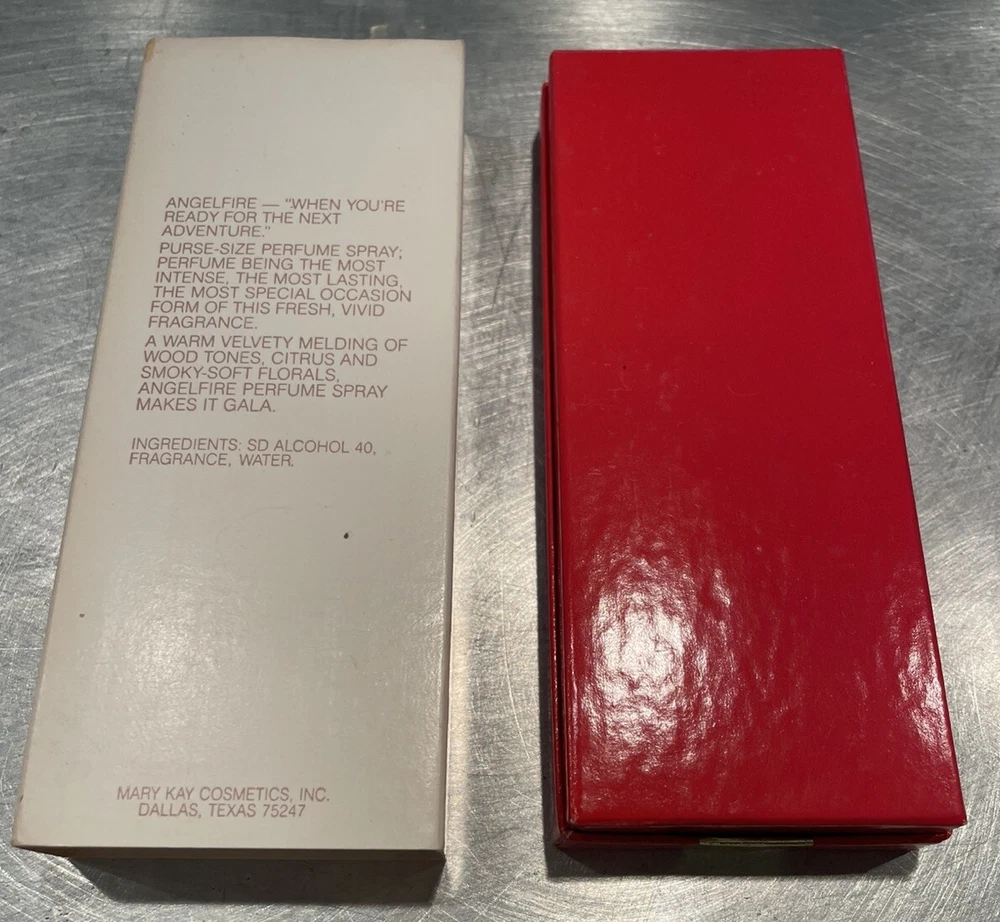 ANGELFIRE — "WHEN YOU'RE
READY FOR THE NEXT
ADVENTURE."
PURSE-SIZE PERFUME SPRAY;
PERFUME BEING THE MOST
INTENSE, THE MOST LASTING,
THE MOST SPECIAL OCCASION
FORM OF THIS FRESH, VIVID
FRAGRANCE.
A WARM VELVETY MELDING OF
WOOD TONES, CITRUS AND
SMOKY-SOFT FLORALS,
ANGELFIRE PERFUME SPRAY
MAKES IT GALA.
INGREDIENTS: SD ALCOHOL 40,
FRAGRANCE, WATER.
MARY KAY COSMETICS, INC.
DALLAS, TEXAS 75247